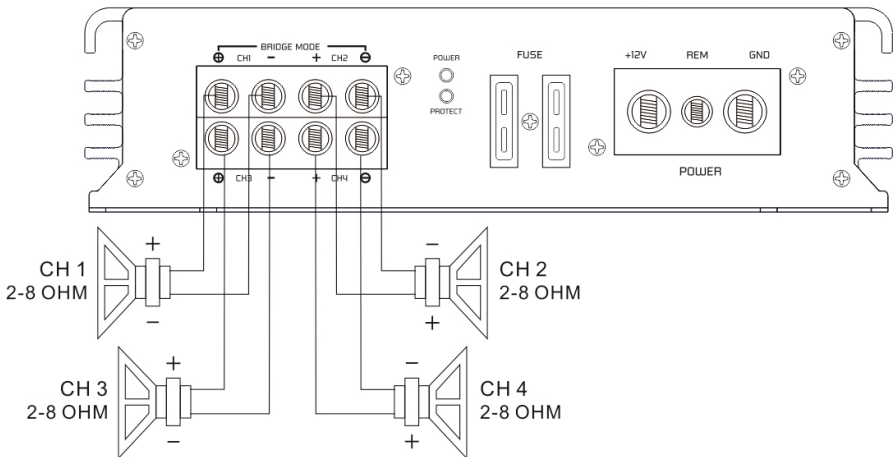 BRIDGE MODE
⊕ CH1 − + CH2 ⊖
POWER
PROTECT
FUSE
+12V REM GND
POWER
⊕ CH3 − + CH4 ⊖
+
CH 1
2-8 OHM
−
−
CH 2
2-8 OHM
+
+
CH 3
2-8 OHM
−
−
CH 4
2-8 OHM
+